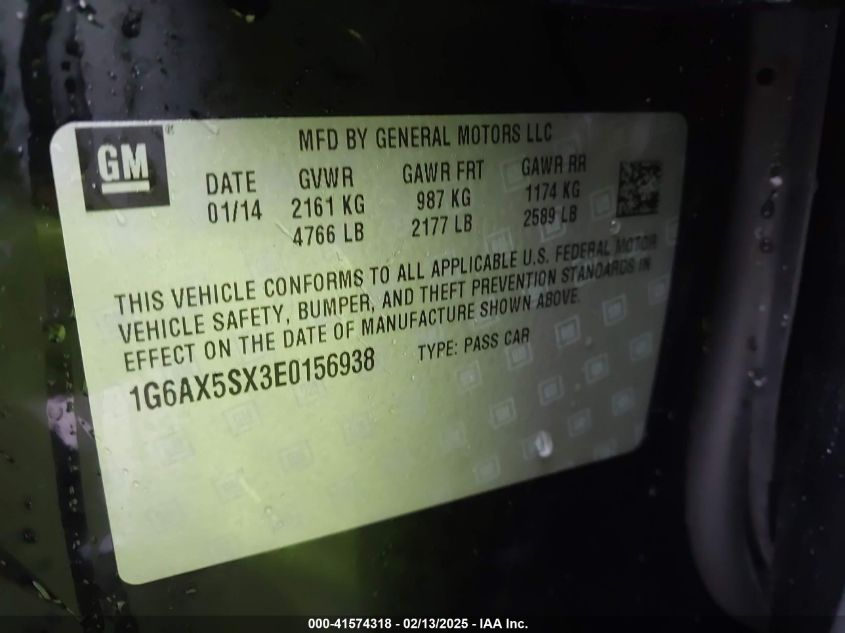 GM
MFD BY GENERAL MOTORS LLC
DATE GVWR GAWR FRT GAWR RR
01/14 2161 KG 987 KG 1174 KG
4766 LB 2177 LB 2589 LB
THIS VEHICLE CONFORMS TO ALL APPLICABLE U.S. FEDERAL MOTOR
VEHICLE SAFETY, BUMPER, AND THEFT PREVENTION STANDARDS IN
EFFECT ON THE DATE OF MANUFACTURE SHOWN ABOVE.
1G6AX5SX3E0156938 TYPE: PASS CAR
000-41574318 - 02/13/2025 - IAA Inc.